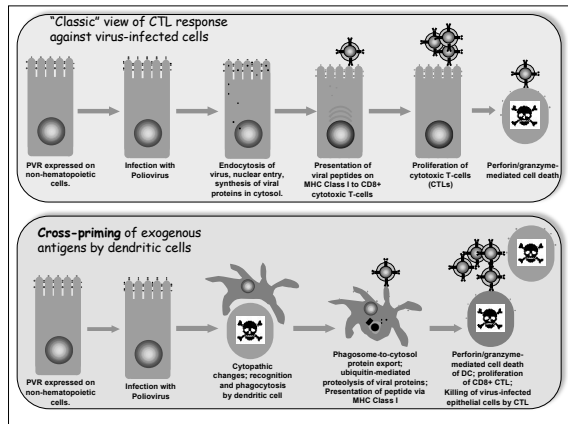 “Classic” view of CTL response
against virus-infected cells
PVR expressed on
non-hematopoietic
cells.
Infection with
Poliovirus
Endocytosis of
virus, nuclear entry,
synthesis of viral
proteins in cytosol.
Presentation of
viral peptides on
MHC Class I to CD8+
cytotoxic T-cells
Proliferation of
cytotoxic T-cells
(CTLs)
Perforin/granzyme-
mediated cell death
Cross-priming of exogenous
antigens by dendritic cells
PVR expressed on
non-hematopoietic
cells.
Infection with
Poliovirus
Cytopathic
changes; recognition
and phagocytosis
by dendritic cell
Phagosome-to-cytosol
protein export;
ubiquitin-mediated
proteolysis of viral proteins;
Presentation of peptide via
MHC Class I
Perforin/granzyme-
mediated cell death
of DC; proliferation
of CD8+ CTL;
Killing of virus-infected
epithelial cells by CTL